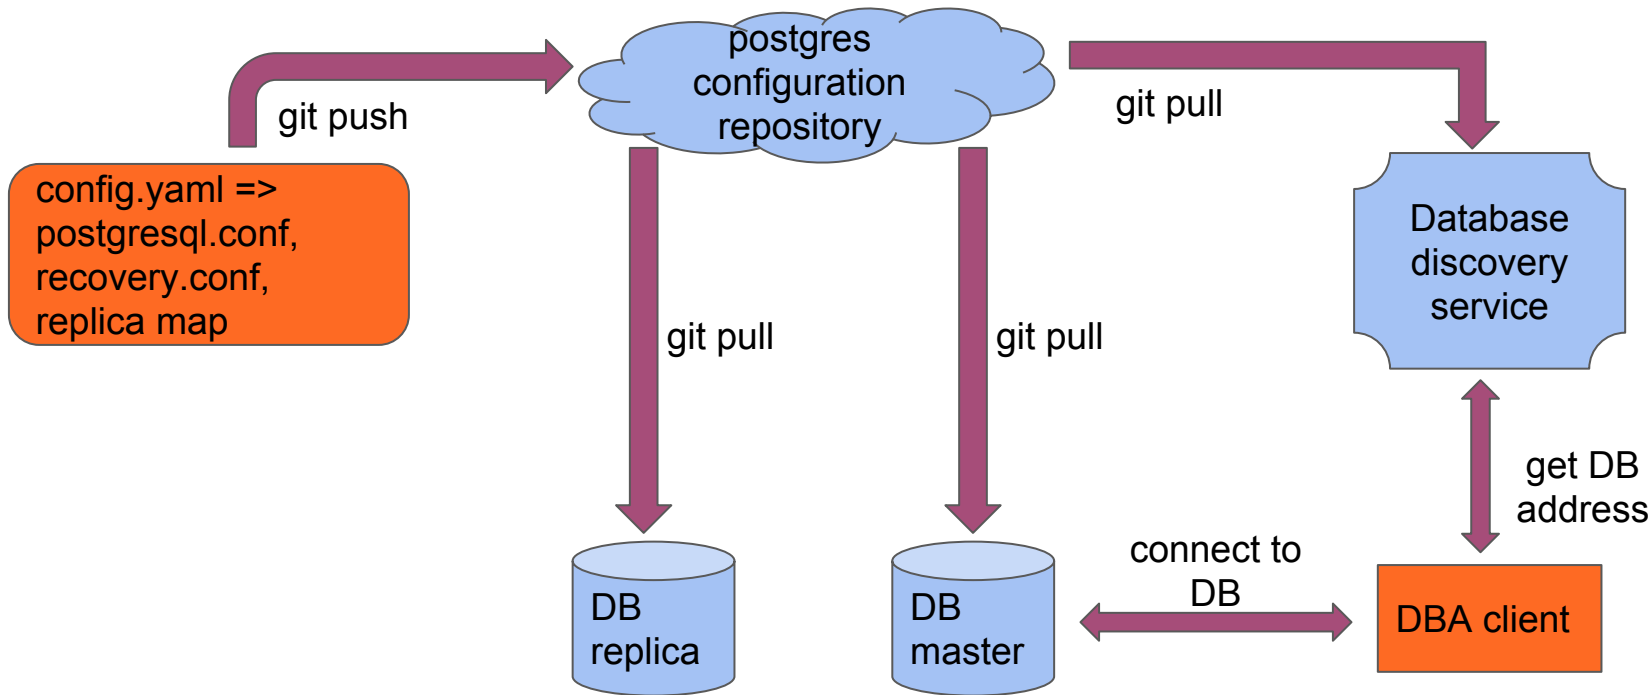 postgres
configuration
repository
git push
git pull
config.yaml =>
postgresql.conf,
recovery.conf,
replica map
Database
discovery
service
git pull
git pull
get DB
address
connect to
DB
DB
replica
DB
master
DBA client